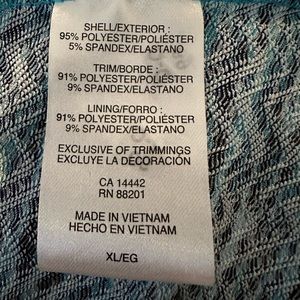 SHELL/EXTERIOR :
95% POLYESTER/POLIÉSTER
5% SPANDEX/ELASTANO
TRIM/BORDE :
91% POLYESTER/POLIÉSTER
9% SPANDEX/ELASTANO
LINING/FORRO :
91% POLYESTER/POLIÉSTER
9% SPANDEX/ELASTANO
EXCLUSIVE OF TRIMMINGS
EXCLUYE LA DECORACIÓN
CA 14442
RN 88201
MADE IN VIETNAM
HECHO EN VIETNAM
XL/EG